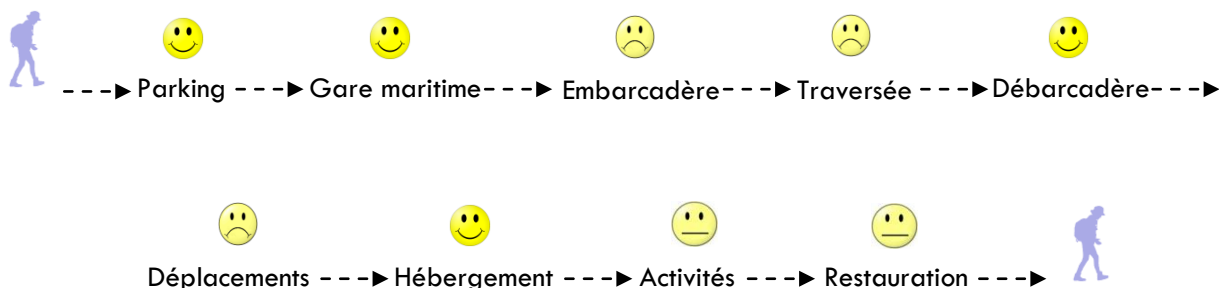 Parking Gare maritime Embarcadère Traversée Débarcadère
Déplacements Hébergement Activités Restauration